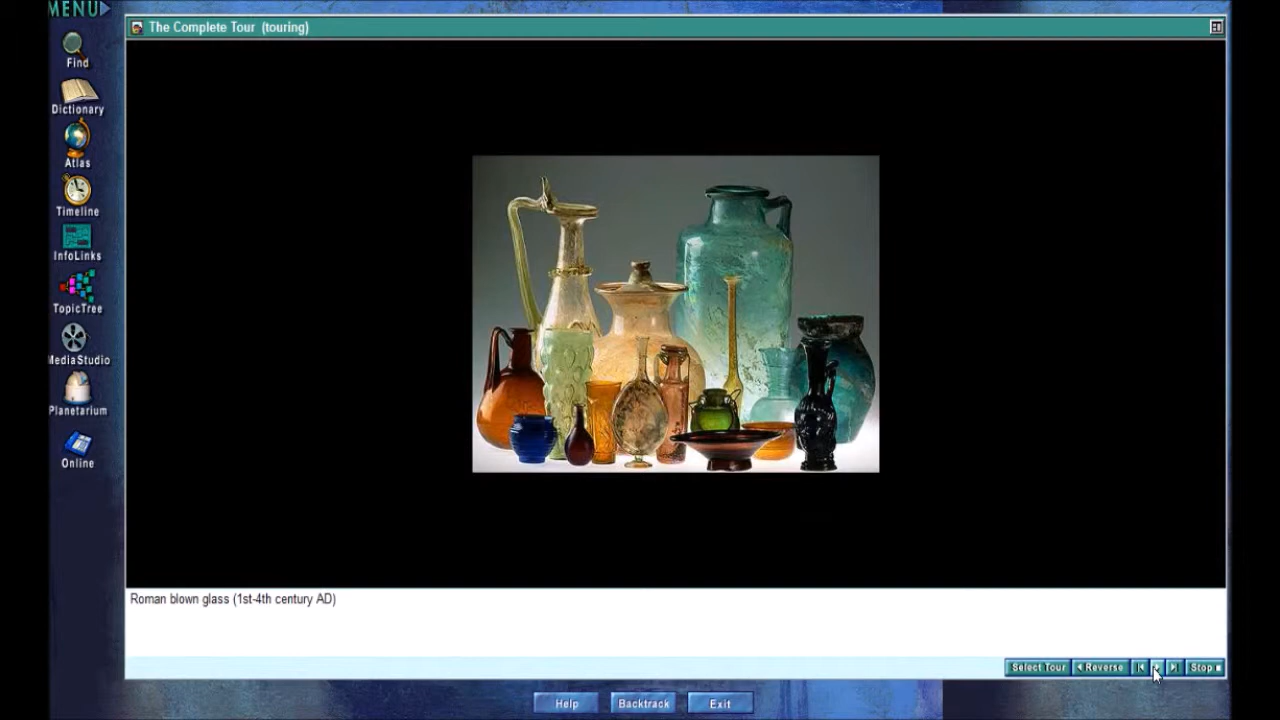 MENU
The Complete Tour (touring)
Find
Dictionary
Atlas
Timeline
InfoLinks
TopicTree
MediaStudio
Planetarium
Online
Roman blown glass (1st-4th century AD)
Select Tour Reverse Stop
Help Backtrack Exit